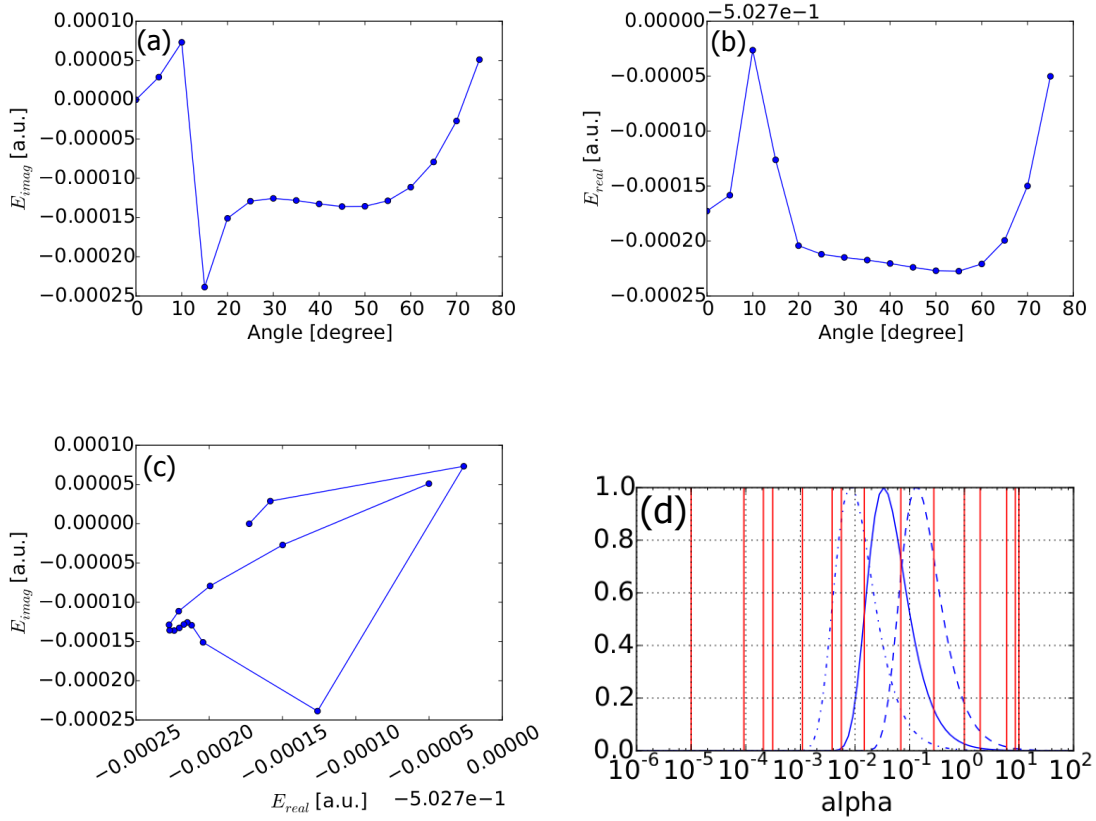 0.00010
0.00005
0.00000
−0.00005
−0.00010
−0.00015
−0.00020
−0.00025
(a)
E_imag [a.u.]
0 10 20 30 40 50 60 70 80
Angle [degree]
−5.027e−1
0.00000
−0.00005
−0.00010
−0.00015
−0.00020
−0.00025
(b)
E_real [a.u.]
0 10 20 30 40 50 60 70 80
Angle [degree]
0.00010
0.00005
0.00000
−0.00005
−0.00010
−0.00015
−0.00020
−0.00025
(c)
E_imag [a.u.]
−0.00025 −0.00020 −0.00015 −0.00010 −0.00005 0.00000
E_real [a.u.] −5.027e−1
1.0
0.8
0.6
0.4
0.2
0.0
(d)
10^-6 10^-5 10^-4 10^-3 10^-2 10^-1 10^0 10^1 10^2
alpha